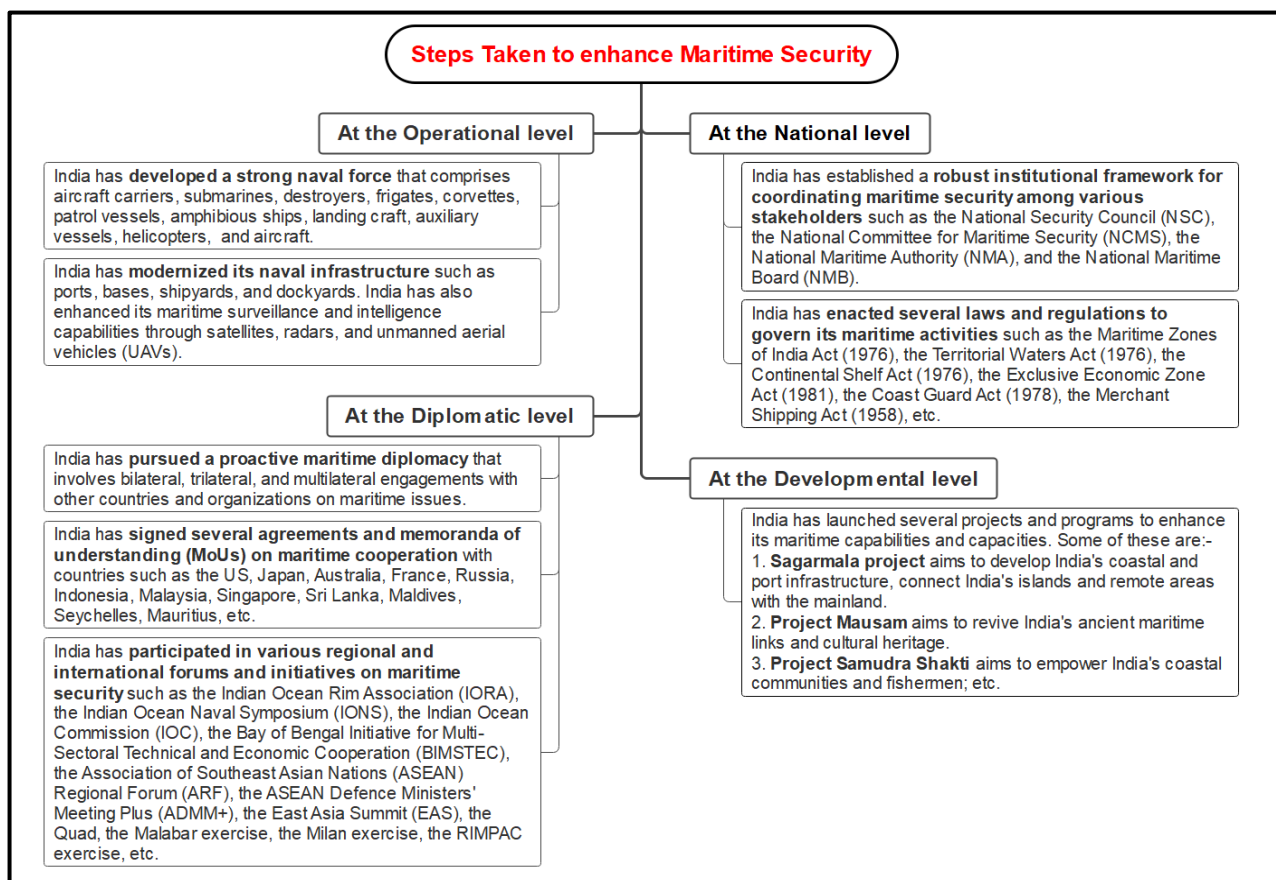 Steps Taken to enhance Maritime Security
At the Operational level
India has developed a strong naval force that comprises
aircraft carriers, submarines, destroyers, frigates, corvettes,
patrol vessels, amphibious ships, landing craft, auxiliary
vessels, helicopters, and aircraft.
India has modernized its naval infrastructure such as
ports, bases, shipyards, and dockyards. India has also
enhanced its maritime surveillance and intelligence
capabilities through satellites, radars, and unmanned aerial
vehicles (UAVs).
At the Diplomatic level
India has pursued a proactive maritime diplomacy that
involves bilateral, trilateral, and multilateral engagements with
other countries and organizations on maritime issues.
India has signed several agreements and memoranda of
understanding (MoUs) on maritime cooperation with
countries such as the US, Japan, Australia, France, Russia,
Indonesia, Malaysia, Singapore, Sri Lanka, Maldives,
Seychelles, Mauritius, etc.
India has participated in various regional and
international forums and initiatives on maritime
security such as the Indian Ocean Rim Association (IORA),
the Indian Ocean Naval Symposium (IONS), the Indian Ocean
Commission (IOC), the Bay of Bengal Initiative for Multi-
Sectoral Technical and Economic Cooperation (BIMSTEC),
the Association of Southeast Asian Nations (ASEAN)
Regional Forum (ARF), the ASEAN Defence Ministers'
Meeting Plus (ADMM+), the East Asia Summit (EAS), the
Quad, the Malabar exercise, the Milan exercise, the RIMPAC
exercise, etc.
At the National level
India has established a robust institutional framework for
coordinating maritime security among various
stakeholders such as the National Security Council (NSC),
the National Committee for Maritime Security (NCMS), the
National Maritime Authority (NMA), and the National Maritime
Board (NMB).
India has enacted several laws and regulations to
govern its maritime activities such as the Maritime Zones
of India Act (1976), the Territorial Waters Act (1976), the
Continental Shelf Act (1976), the Exclusive Economic Zone
Act (1981), the Coast Guard Act (1978), the Merchant
Shipping Act (1958), etc.
At the Developmental level
India has launched several projects and programs to enhance
its maritime capabilities and capacities. Some of these are:-
1. Sagarmala project aims to develop India's coastal and
port infrastructure, connect India's islands and remote areas
with the mainland.
2. Project Mausam aims to revive India's ancient maritime
links and cultural heritage.
3. Project Samudra Shakti aims to empower India's coastal
communities and fishermen; etc.